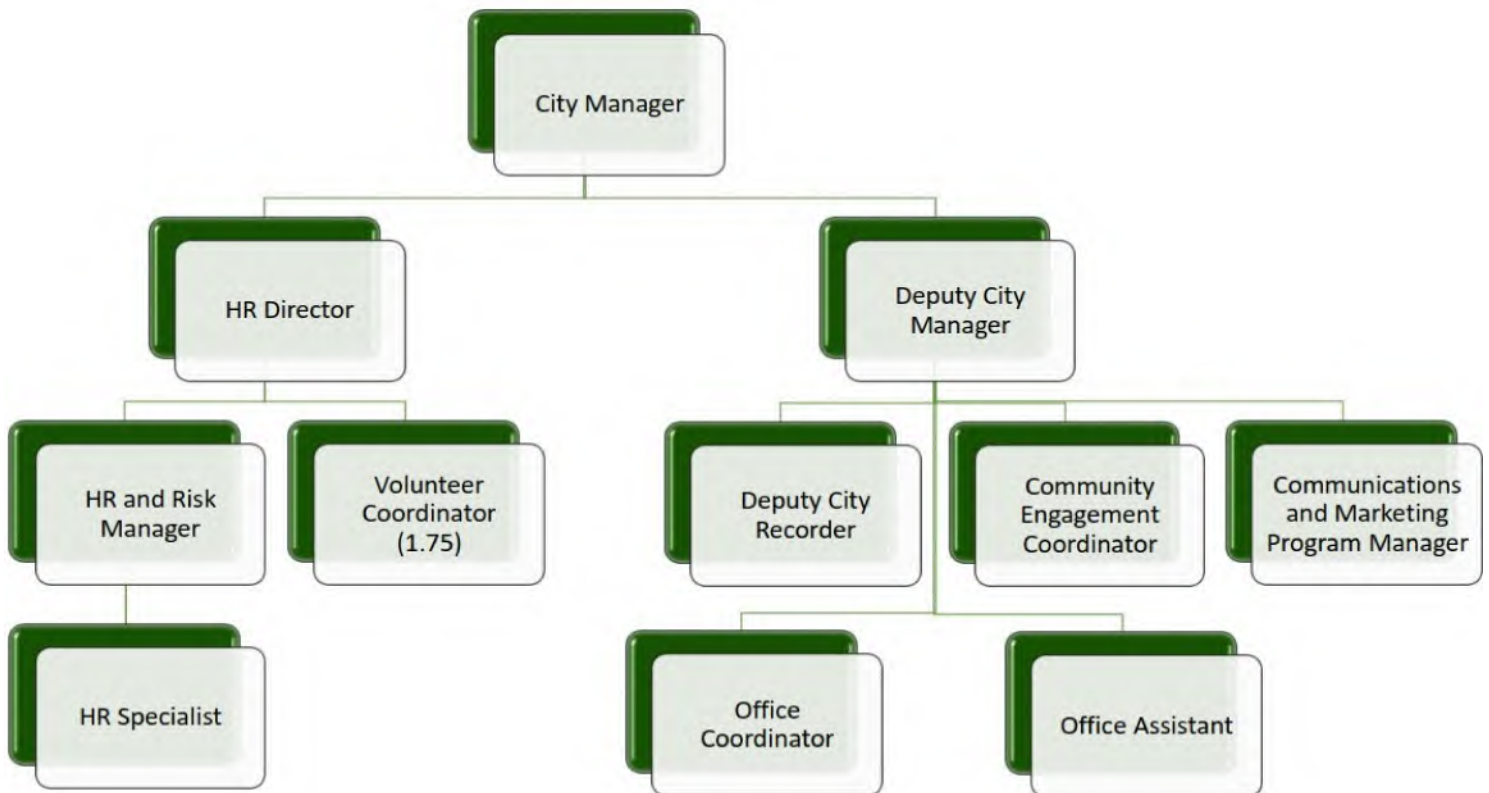 City Manager
HR Director
Deputy City
Manager
HR and Risk
Manager
Volunteer
Coordinator
(1.75)
Deputy City
Recorder
Community
Engagement
Coordinator
Communications
and Marketing
Program Manager
HR Specialist
Office
Coordinator
Office Assistant